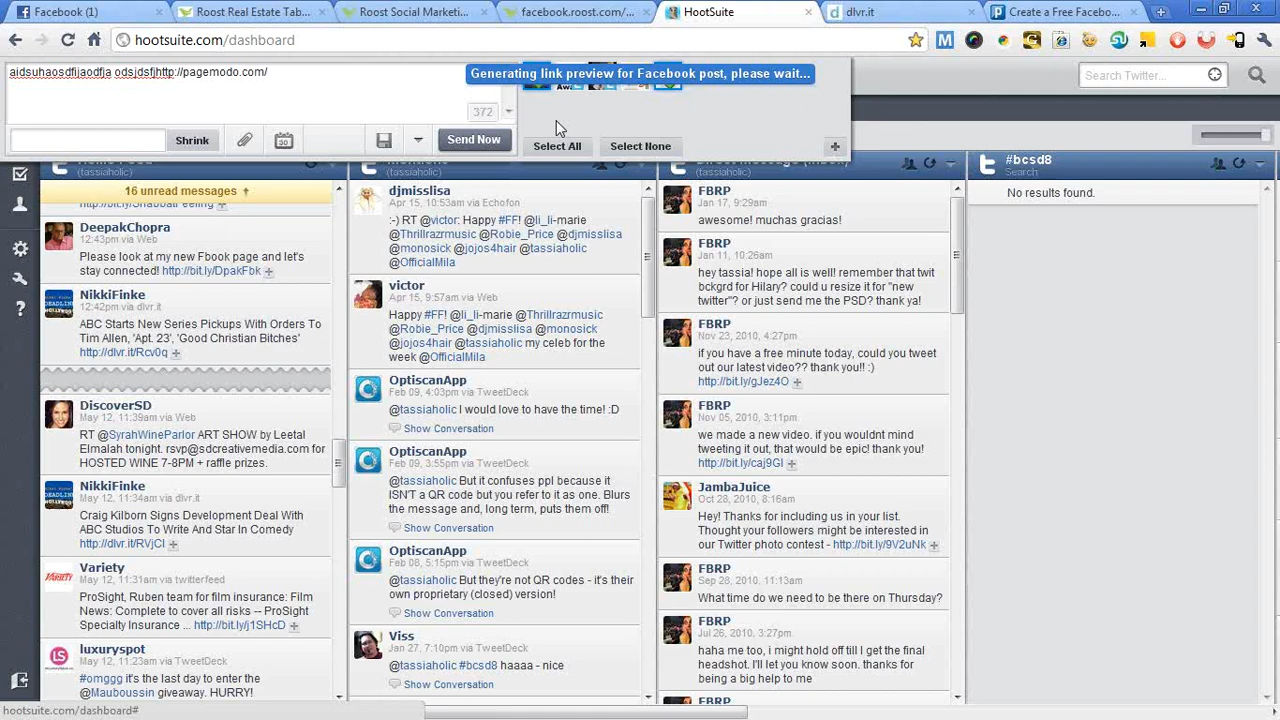 Facebook (1)
Roost Real Estate Tab...
Roost Social Marketi...
facebook.roost.com/...
HootSuite
dlvr.it
Create a Free Facebo...
hootsuite.com/dashboard
aidsuhaosdfijaodfja odsjdsfjhttp://pagemodo.com/
Generating link preview for Facebook post, please wait...
Search Twitter...
372
Shrink
Send Now
Select All
Select None
(tassiaholic)
16 unread messages
DeepakChopra
12:43pm via Web
Please look at my new Fbook page and let's
stay connected! http://bit.ly/DpakFbk
NikkiFinke
12:42pm via dlvr.it
ABC Starts New Series Pickups With Orders To
Tim Allen, 'Apt. 23', 'Good Christian Bitches'
http://dlvr.it/Rcv0q
DiscoverSD
May 12, 11:39am via Web
RT @SyrahWineParlor ART SHOW by Leetal
Elmalah tonight. rsvp@sdcreativemedia.com for
HOSTED WINE 7-8PM + raffle prizes.
NikkiFinke
May 12, 11:34am via dlvr.it
Craig Kilborn Signs Development Deal With
ABC Studios To Write And Star In Comedy
http://dlvr.it/RVjCl
Variety
May 12, 11:31am via twitterfeed
ProSight, Ruben team for film insurance: Film
News: Complete to cover all risks -- ProSight
Specialty Insurance ... http://bit.ly/j1SHcD
luxuryspot
May 12, 11:23am via TweetDeck
#omggg it's the last day to enter the
@Mauboussin giveaway. HURRY!
(tassiaholic)
djmisslisa
Apr 15, 10:53am via Echofon
:-) RT @victor: Happy #FF! @li_li-marie
@Thrillrazrmusic @Robie_Price @djmisslisa
@monosick @jojos4hair @tassiaholic
@OfficialMila
victor
Apr 15, 9:57am via Web
Happy #FF! @li_li-marie @Thrillrazrmusic
@Robie_Price @djmisslisa @monosick
@jojos4hair @tassiaholic my celeb for the
week @OfficialMila
OptiscanApp
Feb 09, 4:03pm via TweetDeck
@tassiaholic I would love to have the time! :D
Show Conversation
OptiscanApp
Feb 09, 3:55pm via TweetDeck
@tassiaholic But it confuses ppl because it
ISN'T a QR code but you refer to it as one. Blurs
the message and, long term, puts them off!
Show Conversation
OptiscanApp
Feb 08, 5:15pm via TweetDeck
@tassiaholic But they're not QR codes - it's their
own proprietary (closed) version!
Show Conversation
Viss
Jan 27, 7:10pm via TweetDeck
@tassiaholic #bcsd8 haaaa - nice
Show Conversation
(tassiaholic)
FBRP
Jan 17, 9:29am
awesome! muchas gracias!
FBRP
Jan 11, 10:26am
hey tassia! hope all is well! remember that twit
bckgrd for Hilary? could u resize it for "new
twitter"? or just send me the PSD? thank ya!
FBRP
Nov 23, 2010, 4:27pm
if you have a free minute today, could you tweet
out our latest video?? thank you!! :)
http://bit.ly/gJez4O
FBRP
Nov 05, 2010, 3:11pm
we made a new video. if you wouldnt mind
tweeting it out, that would be epic! thank you!
http://bit.ly/caj9Gl
JambaJuice
Oct 28, 2010, 8:16am
Hey! Thanks for including us in your list.
Thought your followers might be interested in
our Twitter photo contest - http://bit.ly/9V2uNk
FBRP
Sep 28, 2010, 11:13am
What time do we need to be there on Thursday?
FBRP
Jul 26, 2010, 3:27pm
haha me too, i might hold off till I get the final
headshot. i'll let you know soon. thanks for
being a big help to me
FBRP
#bcsd8
Search
No results found.
hootsuite.com/dashboard#